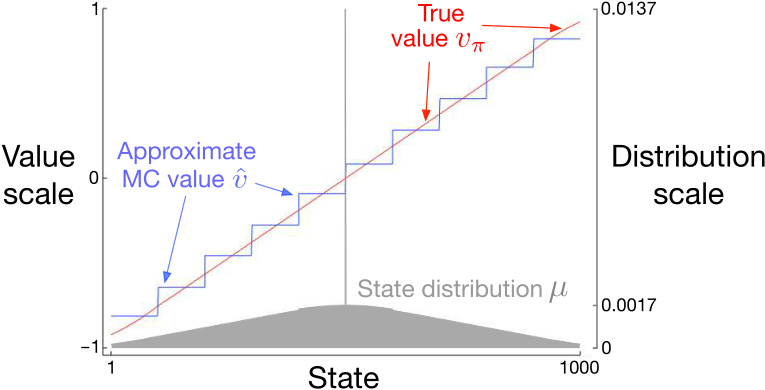 1
0.0137
True
value vπ
Value
scale
Approximate
MC value v̂
0
Distribution
scale
State distribution μ
0.0017
−1
0
1
State
1000